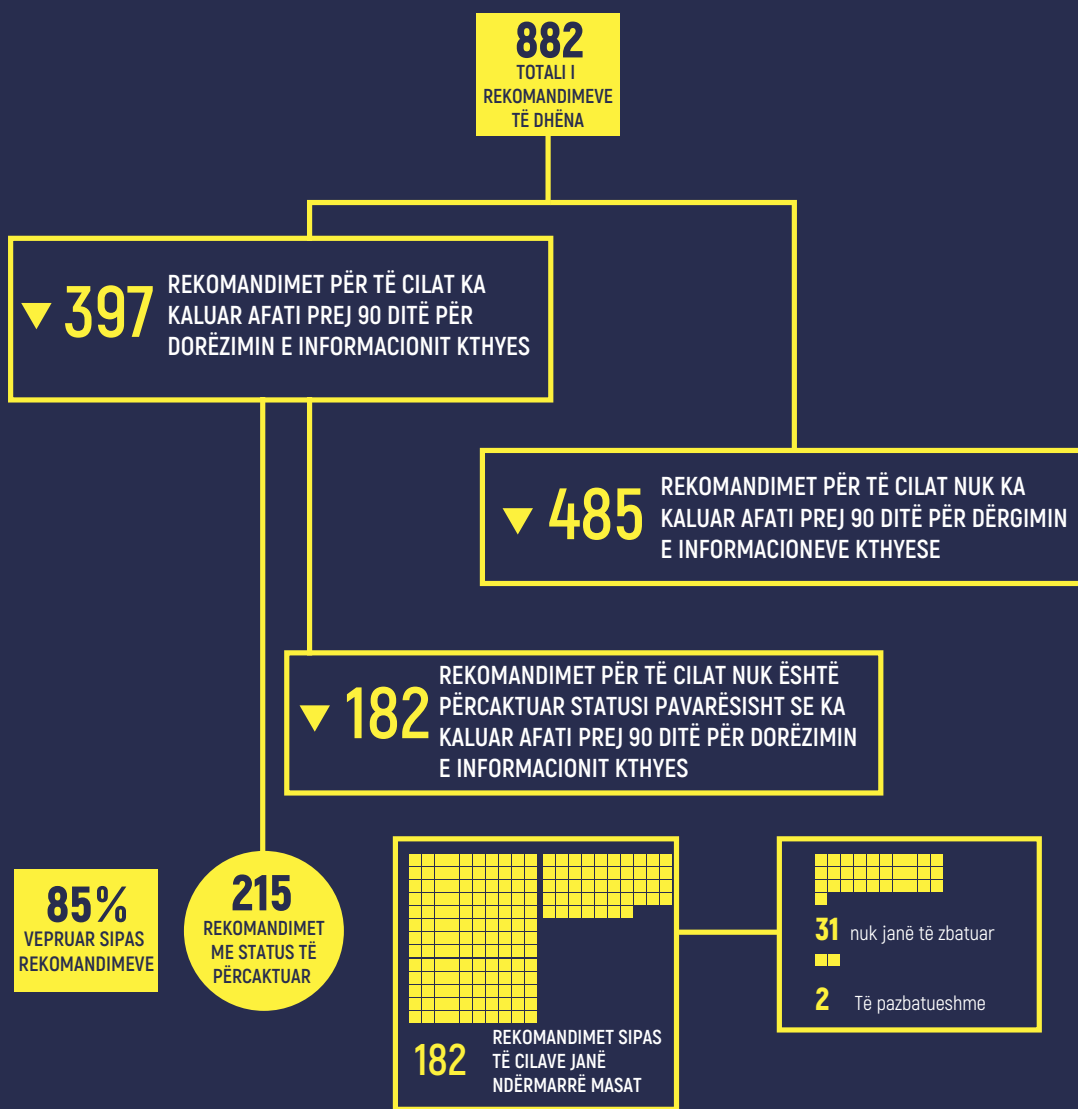 882
TOTALI I
REKOMANDIMEVE
TË DHËNA
397
REKOMANDIMET PËR TË CILAT KA
KALUAR AFATI PREJ 90 DITË PËR
DORËZIMIN E INFORMACIONIT KTHYES
485
REKOMANDIMET PËR TË CILAT NUK KA
KALUAR AFATI PREJ 90 DITË PËR DËRGIMIN
E INFORMACIONEVE KTHYESE
182
REKOMANDIMET PËR TË CILAT NUK ËSHTË
PËRCAKTUAR STATUSI PAVARËSISHT SE KA
KALUAR AFATI PREJ 90 DITË PËR DORËZIMIN
E INFORMACIONIT KTHYES
85%
VEPRUAR SIPAS
REKOMANDIMEVE
215
REKOMANDIMET
ME STATUS TË
PËRCAKTUAR
182
REKOMANDIMET SIPAS
TË CILAVE JANË
NDËRMARRË MASAT
31 nuk janë të zbatuar
2 Të pazbatueshme